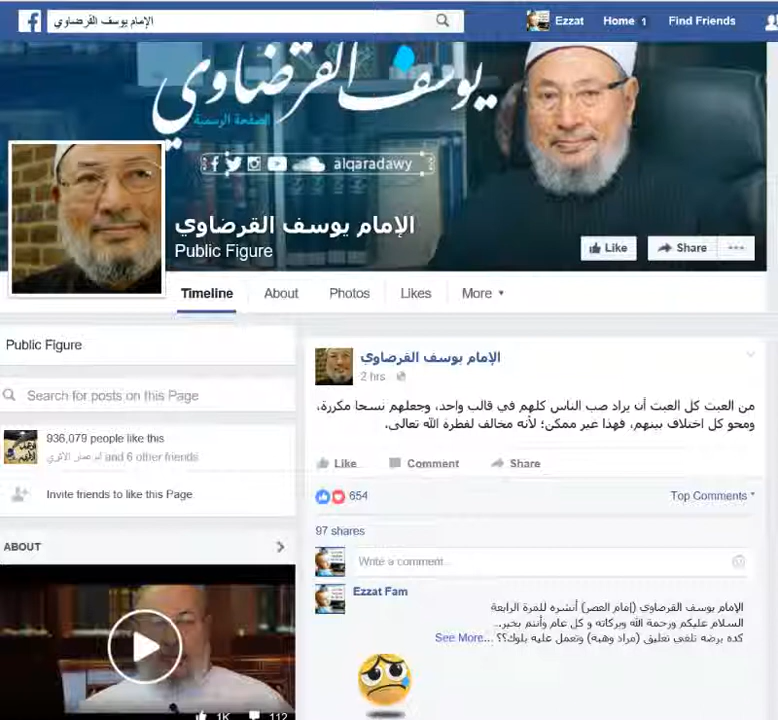 الإمام يوسف القرضاوي
Ezzat
Home 1
Find Friends
يوسف القرضاوي
الصفحة الرسمية
alqaradawy
الإمام يوسف القرضاوي
Public Figure
Like
Share
Timeline
About
Photos
Likes
More
Public Figure
Search for posts on this Page
936,079 people like this
and 6 other friends
Invite friends to like this Page
ABOUT
1K
112
الإمام يوسف القرضاوي
2 hrs
من العبث كل العبث أن يراد صب الناس كلهم في قالب واحد، وجعلهم نسخا مكررة،
ومحو كل اختلاف بينهم، فهذا غير ممكن؛ لأنه مخالف لفطرة الله تعالى.
Like
Comment
Share
654
Top Comments
97 shares
Write a comment...
Ezzat Fam
الإمام يوسف القرضاوي (إمام العصر) أنشره للمرة الرابعة
السلام عليكم ورحمة الله وبركاته و كل عام وأنتم بخير...
كده برضه تلغي تعليق (مراد وهبه) وتعمل عليه بلوك؟؟ See More...